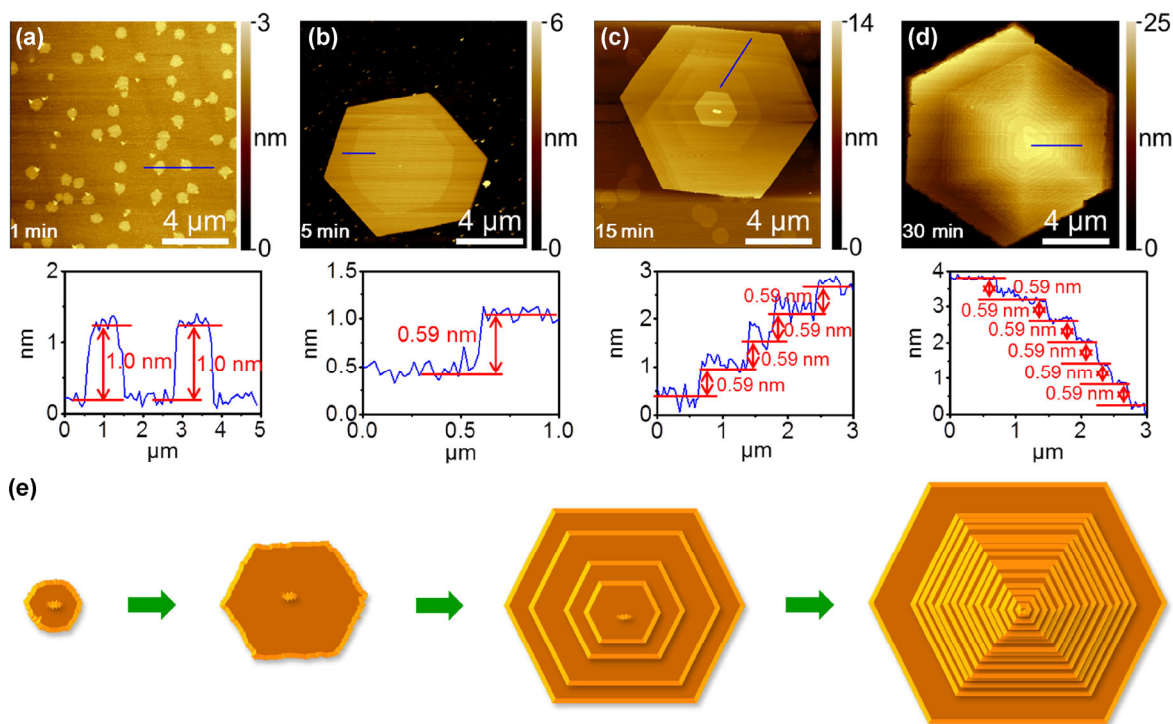 (a)
3
nm
0
1 min
4 µm
(b)
6
nm
0
5 min
4 µm
(c)
14
nm
0
15 min
4 µm
(d)
25
nm
0
30 min
4 µm
2
1
0
nm
1.0 nm
1.0 nm
0 1 2 3 4 5
µm
1.5
1.0
0.5
0.0
nm
0.59 nm
0.0 0.5 1.0
µm
3
2
1
0
nm
0.59 nm
0.59 nm
0.59 nm
0.59 nm
0 1 2 3
µm
4
3
2
1
0
nm
0.59 nm
0.59 nm
0.59 nm
0.59 nm
0.59 nm
0.59 nm
0 1 2 3
µm
(e)